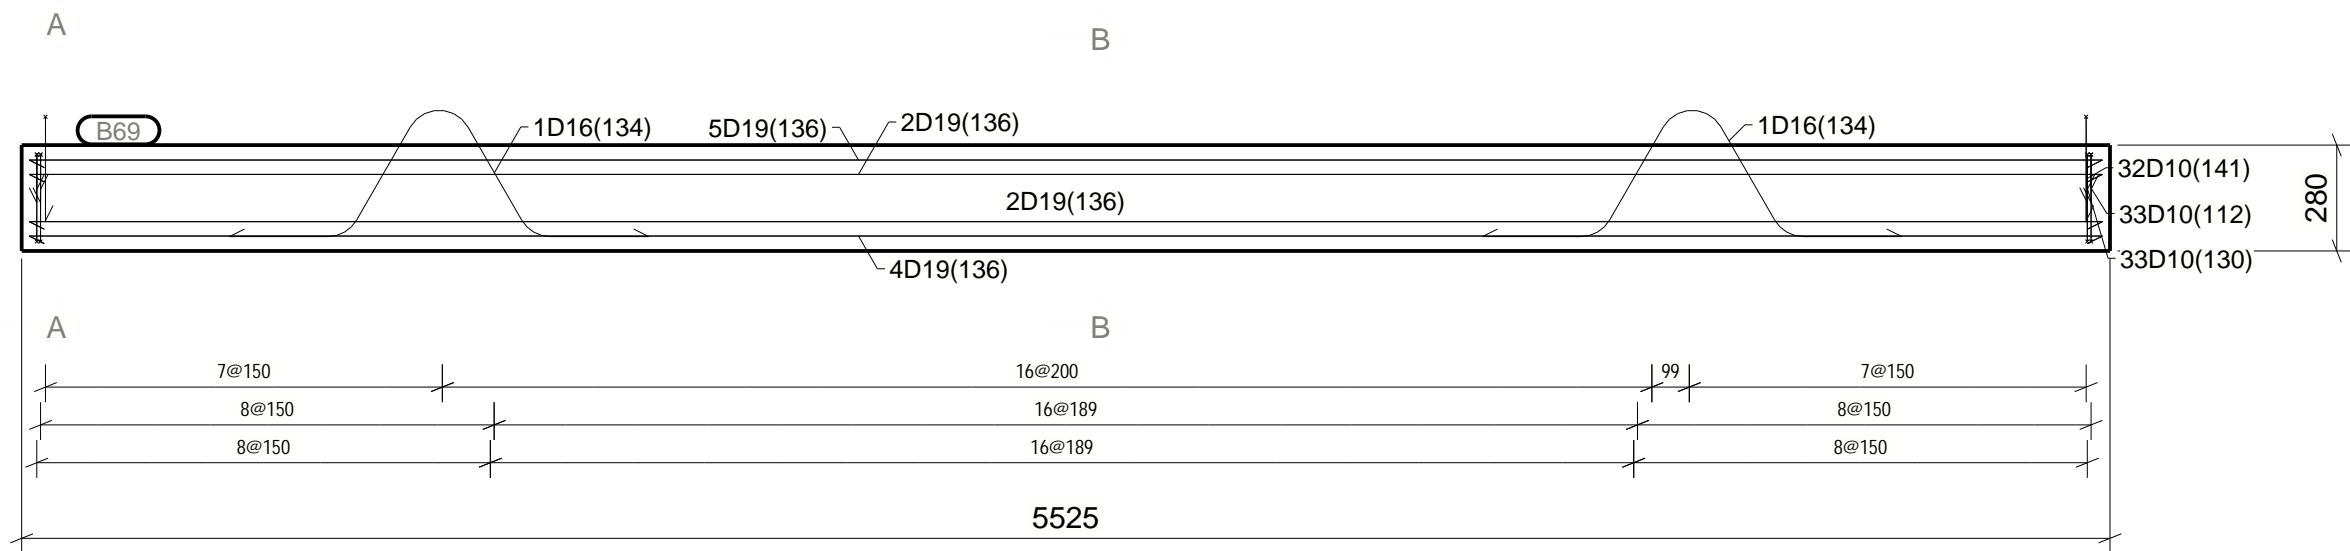 A
B
B69
1D16(134)
5D19(136)
2D19(136)
1D16(134)
32D10(141)
2D19(136)
33D10(112)
280
33D10(130)
4D19(136)
A
B
7@150
16@200
99
7@150
8@150
16@189
8@150
8@150
16@189
8@150
5525